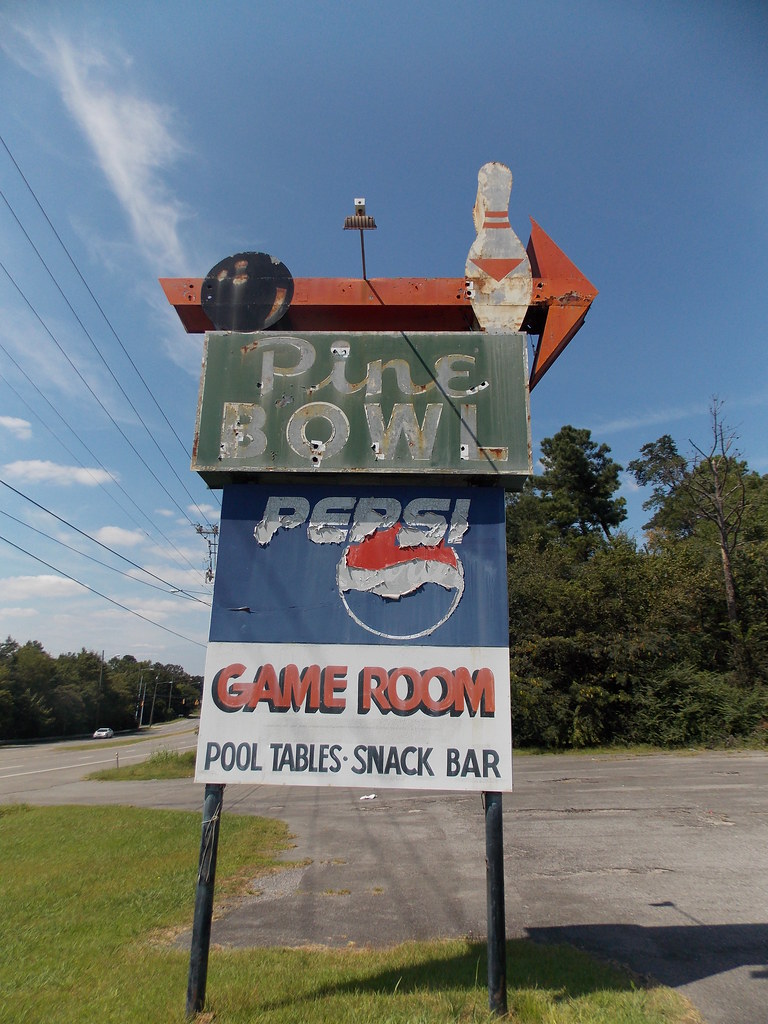 Pine
BOWL
PEPSI
GAME ROOM
POOL TABLES · SNACK BAR